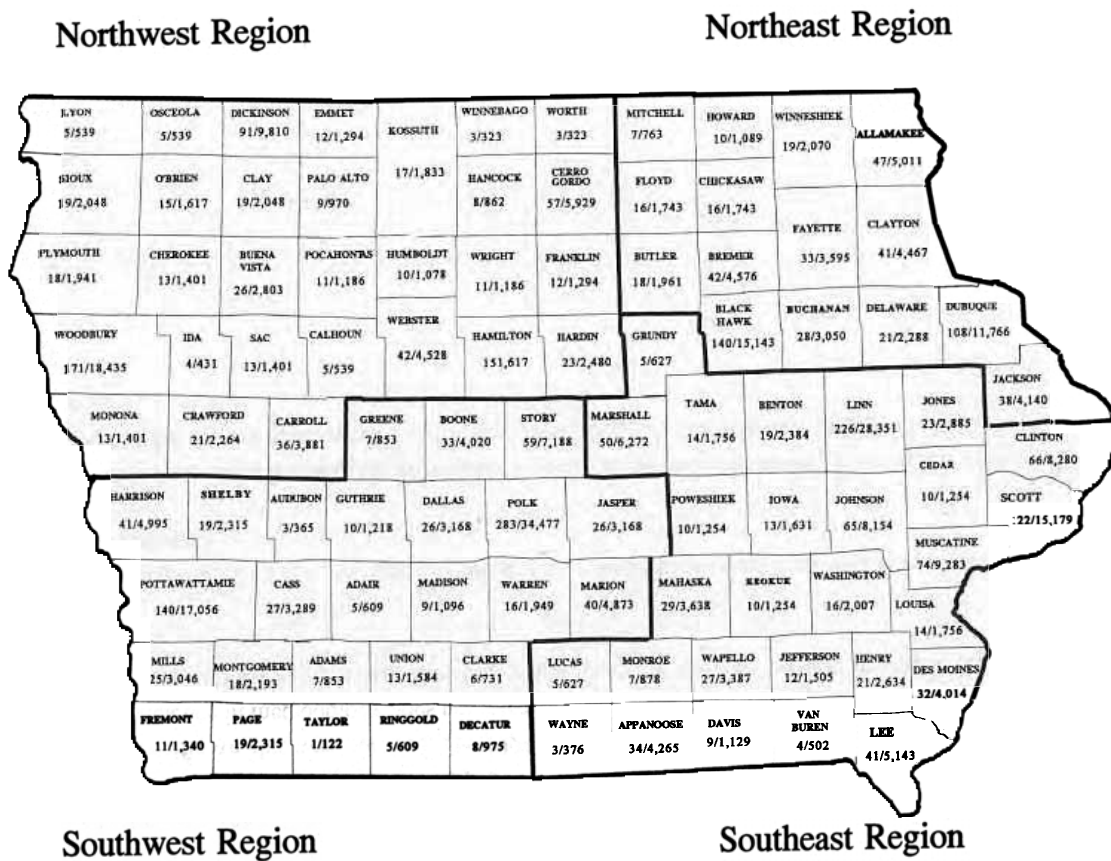 Northwest Region
Northeast Region
LYON
5/539
OSCEOLA
5/539
DICKINSON
91/9,810
EMMET
12/1,294
KOSSUTH
17/1,833
WINNEBAGO
3/323
WORTH
3/323
MITCHELL
7/763
HOWARD
10/1,089
WINNESHIEK
19/2,070
ALLAMAKEE
47/5,011
SIOUX
19/2,048
O'BRIEN
15/1,617
CLAY
19/2,048
PALO ALTO
9/970
HANCOCK
8/862
CERRO
GORDO
57/5,929
FLOYD
16/1,743
CHICKASAW
16/1,743
FAYETTE
33/3,595
CLAYTON
41/4,467
PLYMOUTH
18/1,941
CHEROKEE
13/1,401
BUENA
VISTA
26/2,803
POCAHONTAS
11/1,186
HUMBOLDT
10/1,078
WRIGHT
11/1,186
FRANKLIN
12/1,294
BUTLER
18/1,961
BREMER
42/4,576
WOODBURY
171/18,435
IDA
4/431
SAC
13/1,401
CALHOUN
5/539
WEBSTER
42/4,528
HAMILTON
151,617
HARDIN
23/2,480
GRUNDY
5/627
BLACK
HAWK
140/15,143
BUCHANAN
28/3,050
DELAWARE
21/2,288
DUBUQUE
108/11,766
JACKSON
38/4,140
MONONA
13/1,401
CRAWFORD
21/2,264
CARROLL
36/3,881
GREENE
7/853
BOONE
33/4,020
STORY
59/7,188
MARSHALL
50/6,272
TAMA
14/1,756
BENTON
19/2,384
LINN
226/28,351
JONES
23/2,885
CLINTON
66/8,280
CEDAR
10/1,254
HARRISON
41/4,995
SHELBY
19/2,315
AUDUBON
3/365
GUTHRIE
10/1,218
DALLAS
26/3,168
POLK
283/34,477
JASPER
26/3,168
POWESHIEK
10/1,254
IOWA
13/1,631
JOHNSON
65/8,154
SCOTT
:22/15,179
MUSCATINE
74/9,283
POTTAWATTAMIE
140/17,056
CASS
27/3,289
ADAIR
5/609
MADISON
9/1,096
WARREN
16/1,949
MARION
40/4,873
MAHASKA
29/3,638
KEOKUK
10/1,254
WASHINGTON
16/2,007
LOUISA
14/1,756
MILLS
25/3,046
MONTGOMERY
18/2,193
ADAMS
7/853
UNION
13/1,584
CLARKE
6/731
LUCAS
5/627
MONROE
7/878
WAPELLO
27/3,387
JEFFERSON
12/1,505
HENRY
21/2,634
DES MOINES
32/4,014
FREMONT
11/1,340
PAGE
19/2,315
TAYLOR
1/122
RINGGOLD
5/609
DECATUR
8/975
WAYNE
3/376
APPANOOSE
34/4,265
DAVIS
9/1,129
VAN
BUREN
4/502
LEE
41/5,143
Southwest Region
Southeast Region